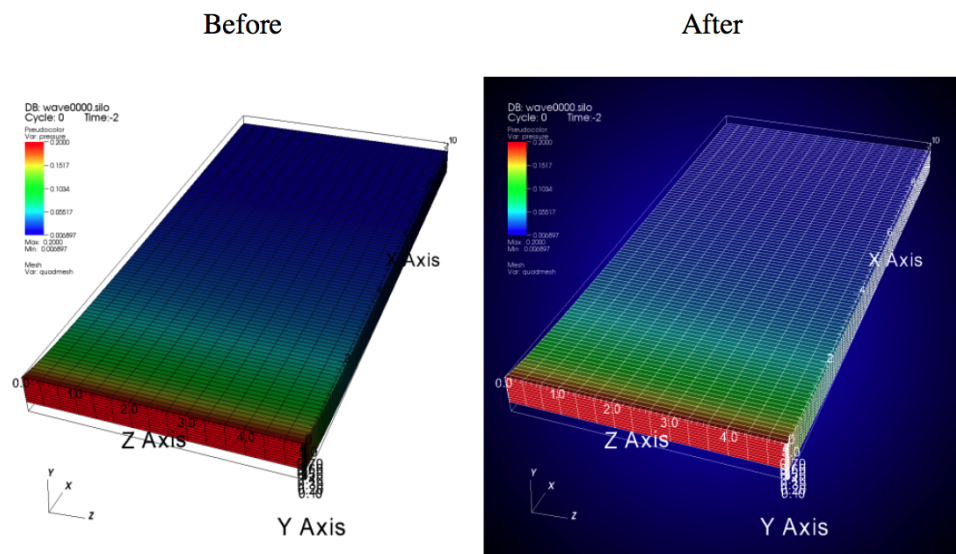 Before
After
DB: wave0000.silo
Cycle: 0 Time:-2
Pseudocolor
Var: pressure
0.2000
0.1517
0.1034
0.05517
0.006897
Max: 0.2000
Min: 0.006897
Mesh
Var: quadmesh
10
X Axis
0.0
1.0
2.0
3.0
4.0
Z Axis
Y Axis
Y
X
Z
DB: wave0000.silo
Cycle: 0 Time:-2
Pseudocolor
Var: pressure
0.2000
0.1517
0.1034
0.05517
0.006897
Max: 0.2000
Min: 0.006897
Mesh
Var: quadmesh
10
X Axis
4
2
0.0
1.0
2.0
3.0
4.0
Z Axis
Y Axis
Y
X
Z